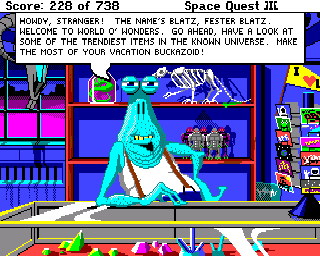 Score: 228 of 738 Space Quest III
HOWDY, STRANGER! THE NAME'S BLATZ, FESTER BLATZ.
WELCOME TO WORLD O' WONDERS. GO AHEAD, HAVE A LOOK AT
SOME OF THE TRENDIEST ITEMS IN THE KNOWN UNIVERSE. MAKE
THE MOST OF YOUR VACATION BUCKAZOID!
I